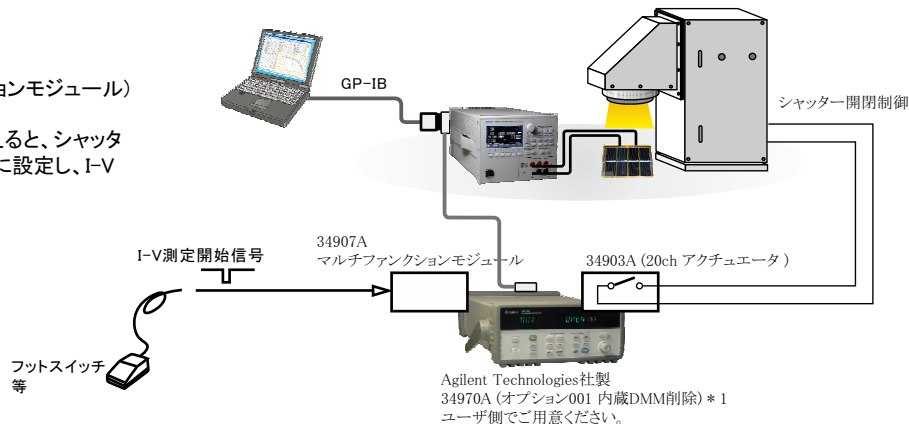 ョンモジュール)
えると、シャッタ
に設定し、I-V
GP-IB
シャッター開閉制御
34907A
マルチファンクションモジュール
34903A (20ch アクチュエータ )
I-V測定開始信号
フットスイッチ
等
Agilent Technologies社製
34970A (オプション001 内蔵DMM削除) * 1
ユーザ側でご用意ください。